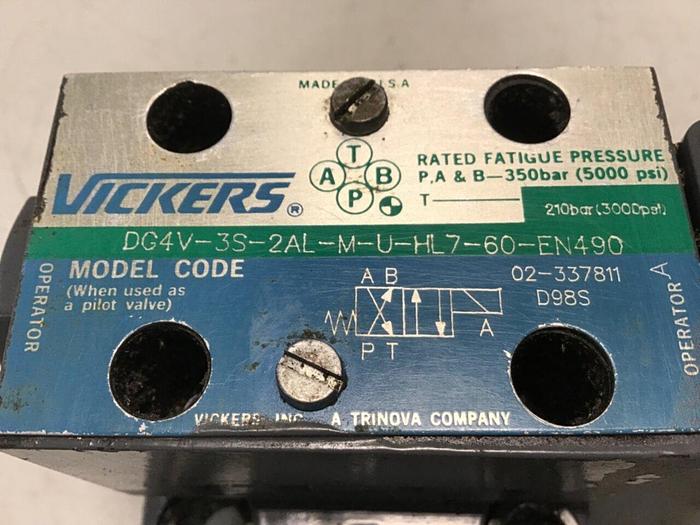 MADE U.S.A
T
A B
P
VICKERS®
RATED FATIGUE PRESSURE
P,A & B—350bar (5000 psi)
T— 210bar (3000psi)
DG4V-3S-2AL-M-U-HL7-60-EN490
MODEL CODE
(When used as
a pilot valve)
OPERATOR
A B
P T
A
02-337811
D98S
OPERATOR A
VICKERS, INC. A TRINOVA COMPANY